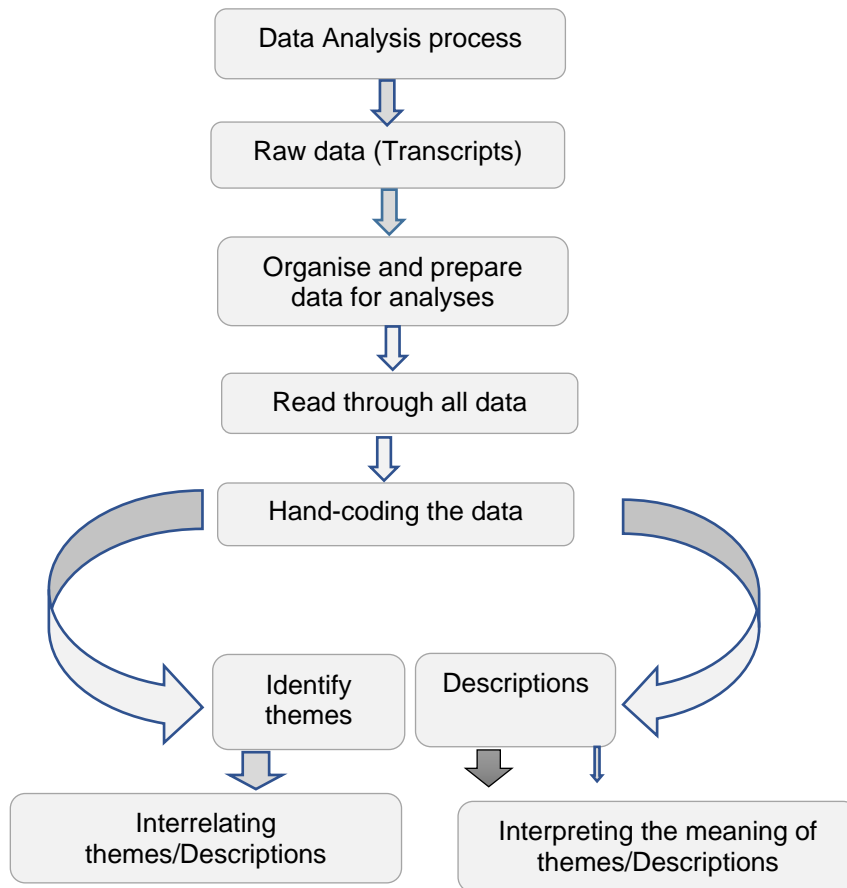 Data Analysis process
Raw data (Transcripts)
Organise and prepare
data for analyses
Read through all data
Hand-coding the data
Identify
themes
Descriptions
Interrelating
themes/Descriptions
Interpreting the meaning of
themes/Descriptions